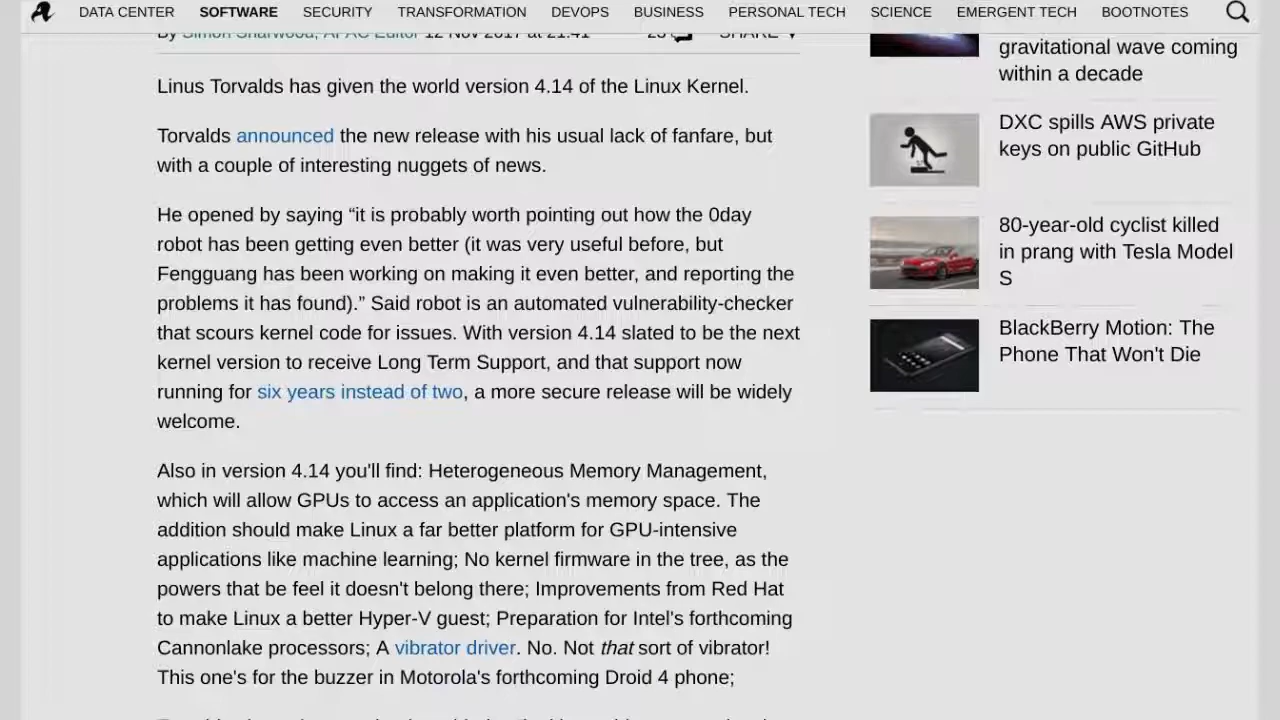 DATA CENTER SOFTWARE SECURITY TRANSFORMATION DEVOPS BUSINESS PERSONAL TECH SCIENCE EMERGENT TECH BOOTNOTES
By Simon Sharwood, APAC Editor 12 Nov 2017 at 21:41 SHARE ▼
Linus Torvalds has given the world version 4.14 of the Linux Kernel.
Torvalds announced the new release with his usual lack of fanfare, but
with a couple of interesting nuggets of news.
He opened by saying “it is probably worth pointing out how the 0day
robot has been getting even better (it was very useful before, but
Fengguang has been working on making it even better, and reporting the
problems it has found).” Said robot is an automated vulnerability-checker
that scours kernel code for issues. With version 4.14 slated to be the next
kernel version to receive Long Term Support, and that support now
running for six years instead of two, a more secure release will be widely
welcome.
Also in version 4.14 you'll find: Heterogeneous Memory Management,
which will allow GPUs to access an application's memory space. The
addition should make Linux a far better platform for GPU-intensive
applications like machine learning; No kernel firmware in the tree, as the
powers that be feel it doesn't belong there; Improvements from Red Hat
to make Linux a better Hyper-V guest; Preparation for Intel's forthcoming
Cannonlake processors; A vibrator driver. No. Not that sort of vibrator!
This one's for the buzzer in Motorola's forthcoming Droid 4 phone;
gravitational wave coming
within a decade
DXC spills AWS private
keys on public GitHub
80-year-old cyclist killed
in prang with Tesla Model
S
BlackBerry Motion: The
Phone That Won't Die